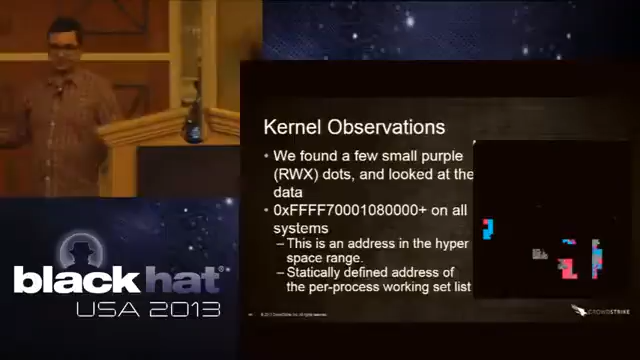 Kernel Observations
• We found a few small purple
(RWX) dots, and looked at the
data
• 0xFFFF70001080000+ on all
systems
–This is an address in the hyper
space range.
–Statically defined address of
the per-process working set list
CROWDSTRIKE
black hat®
USA 2013